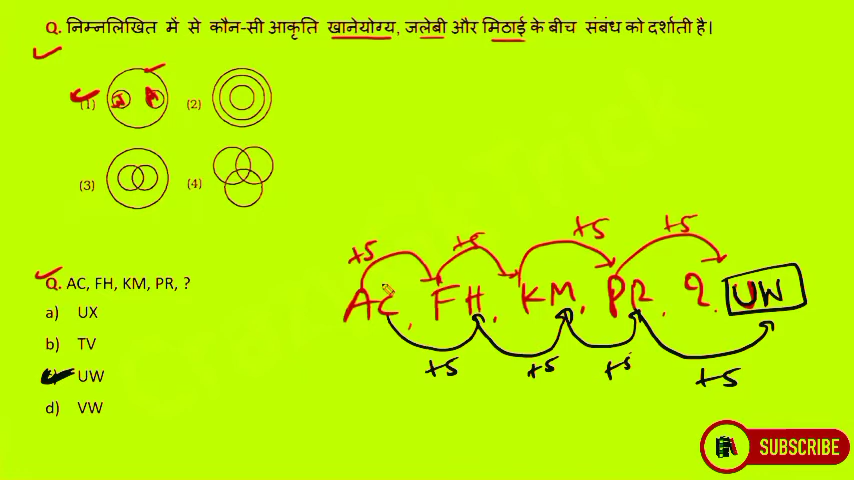 Q. निम्नलिखित में से कौन-सी आकृति खानेयोग्य, जलेबी और मिठाई के बीच संबंध को दर्शाती है।
(1) (2)
(3) (4)
+5 +5 +5 +5
Q. AC, FH, KM, PR, ?
AC, FH, KM, PR, ?, UW
a) UX
b) TV
+5 +5 +5 +5
UW
d) VW
SUBSCRIBE